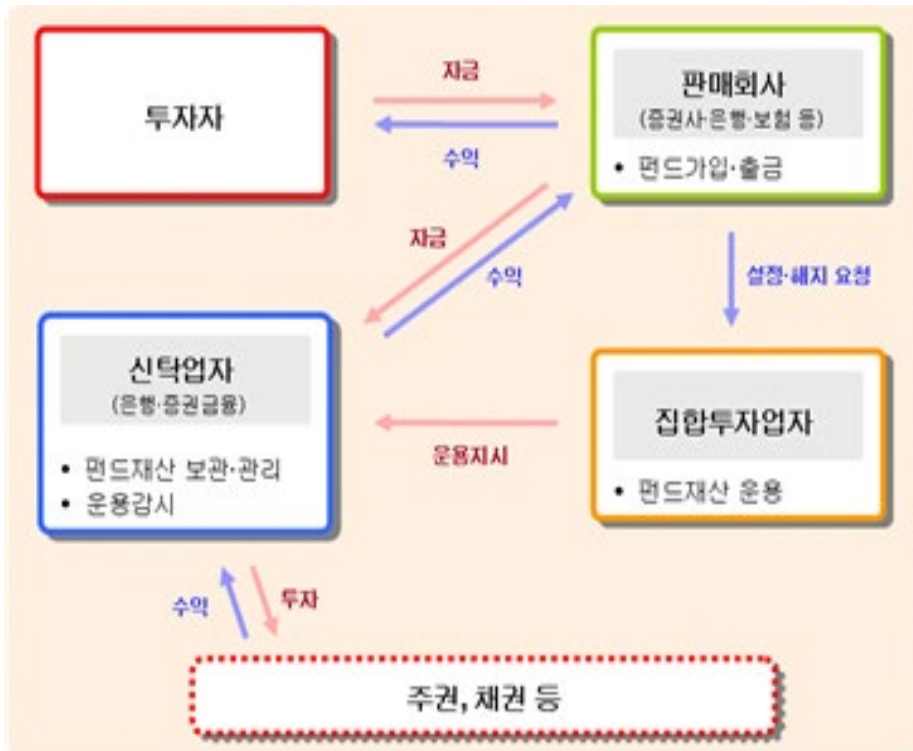 투자자
자금
수익
판매회사
(증권사·은행·보험 등)
• 펀드가입·출금
자금
수익
설정·해지 요청
신탁업자
(은행·증권금융)
• 펀드재산 보관·관리
• 운용감시
운용지시
집합투자업자
• 펀드재산 운용
수익
투자
주권, 채권 등